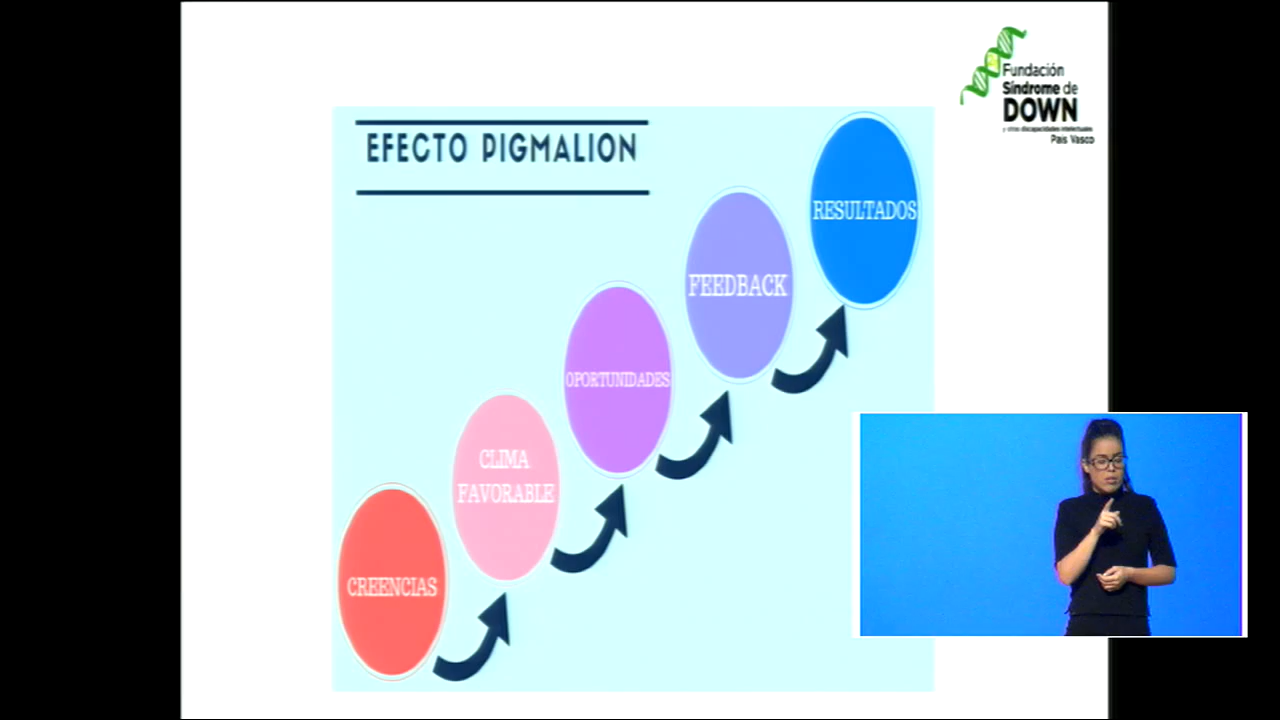 Fundación
Síndrome de
DOWN
y otras discapacidades intelectuales
País Vasco
EFECTO PIGMALION
RESULTADOS
FEEDBACK
OPORTUNIDADES
CLIMA
FAVORABLE
CREENCIAS